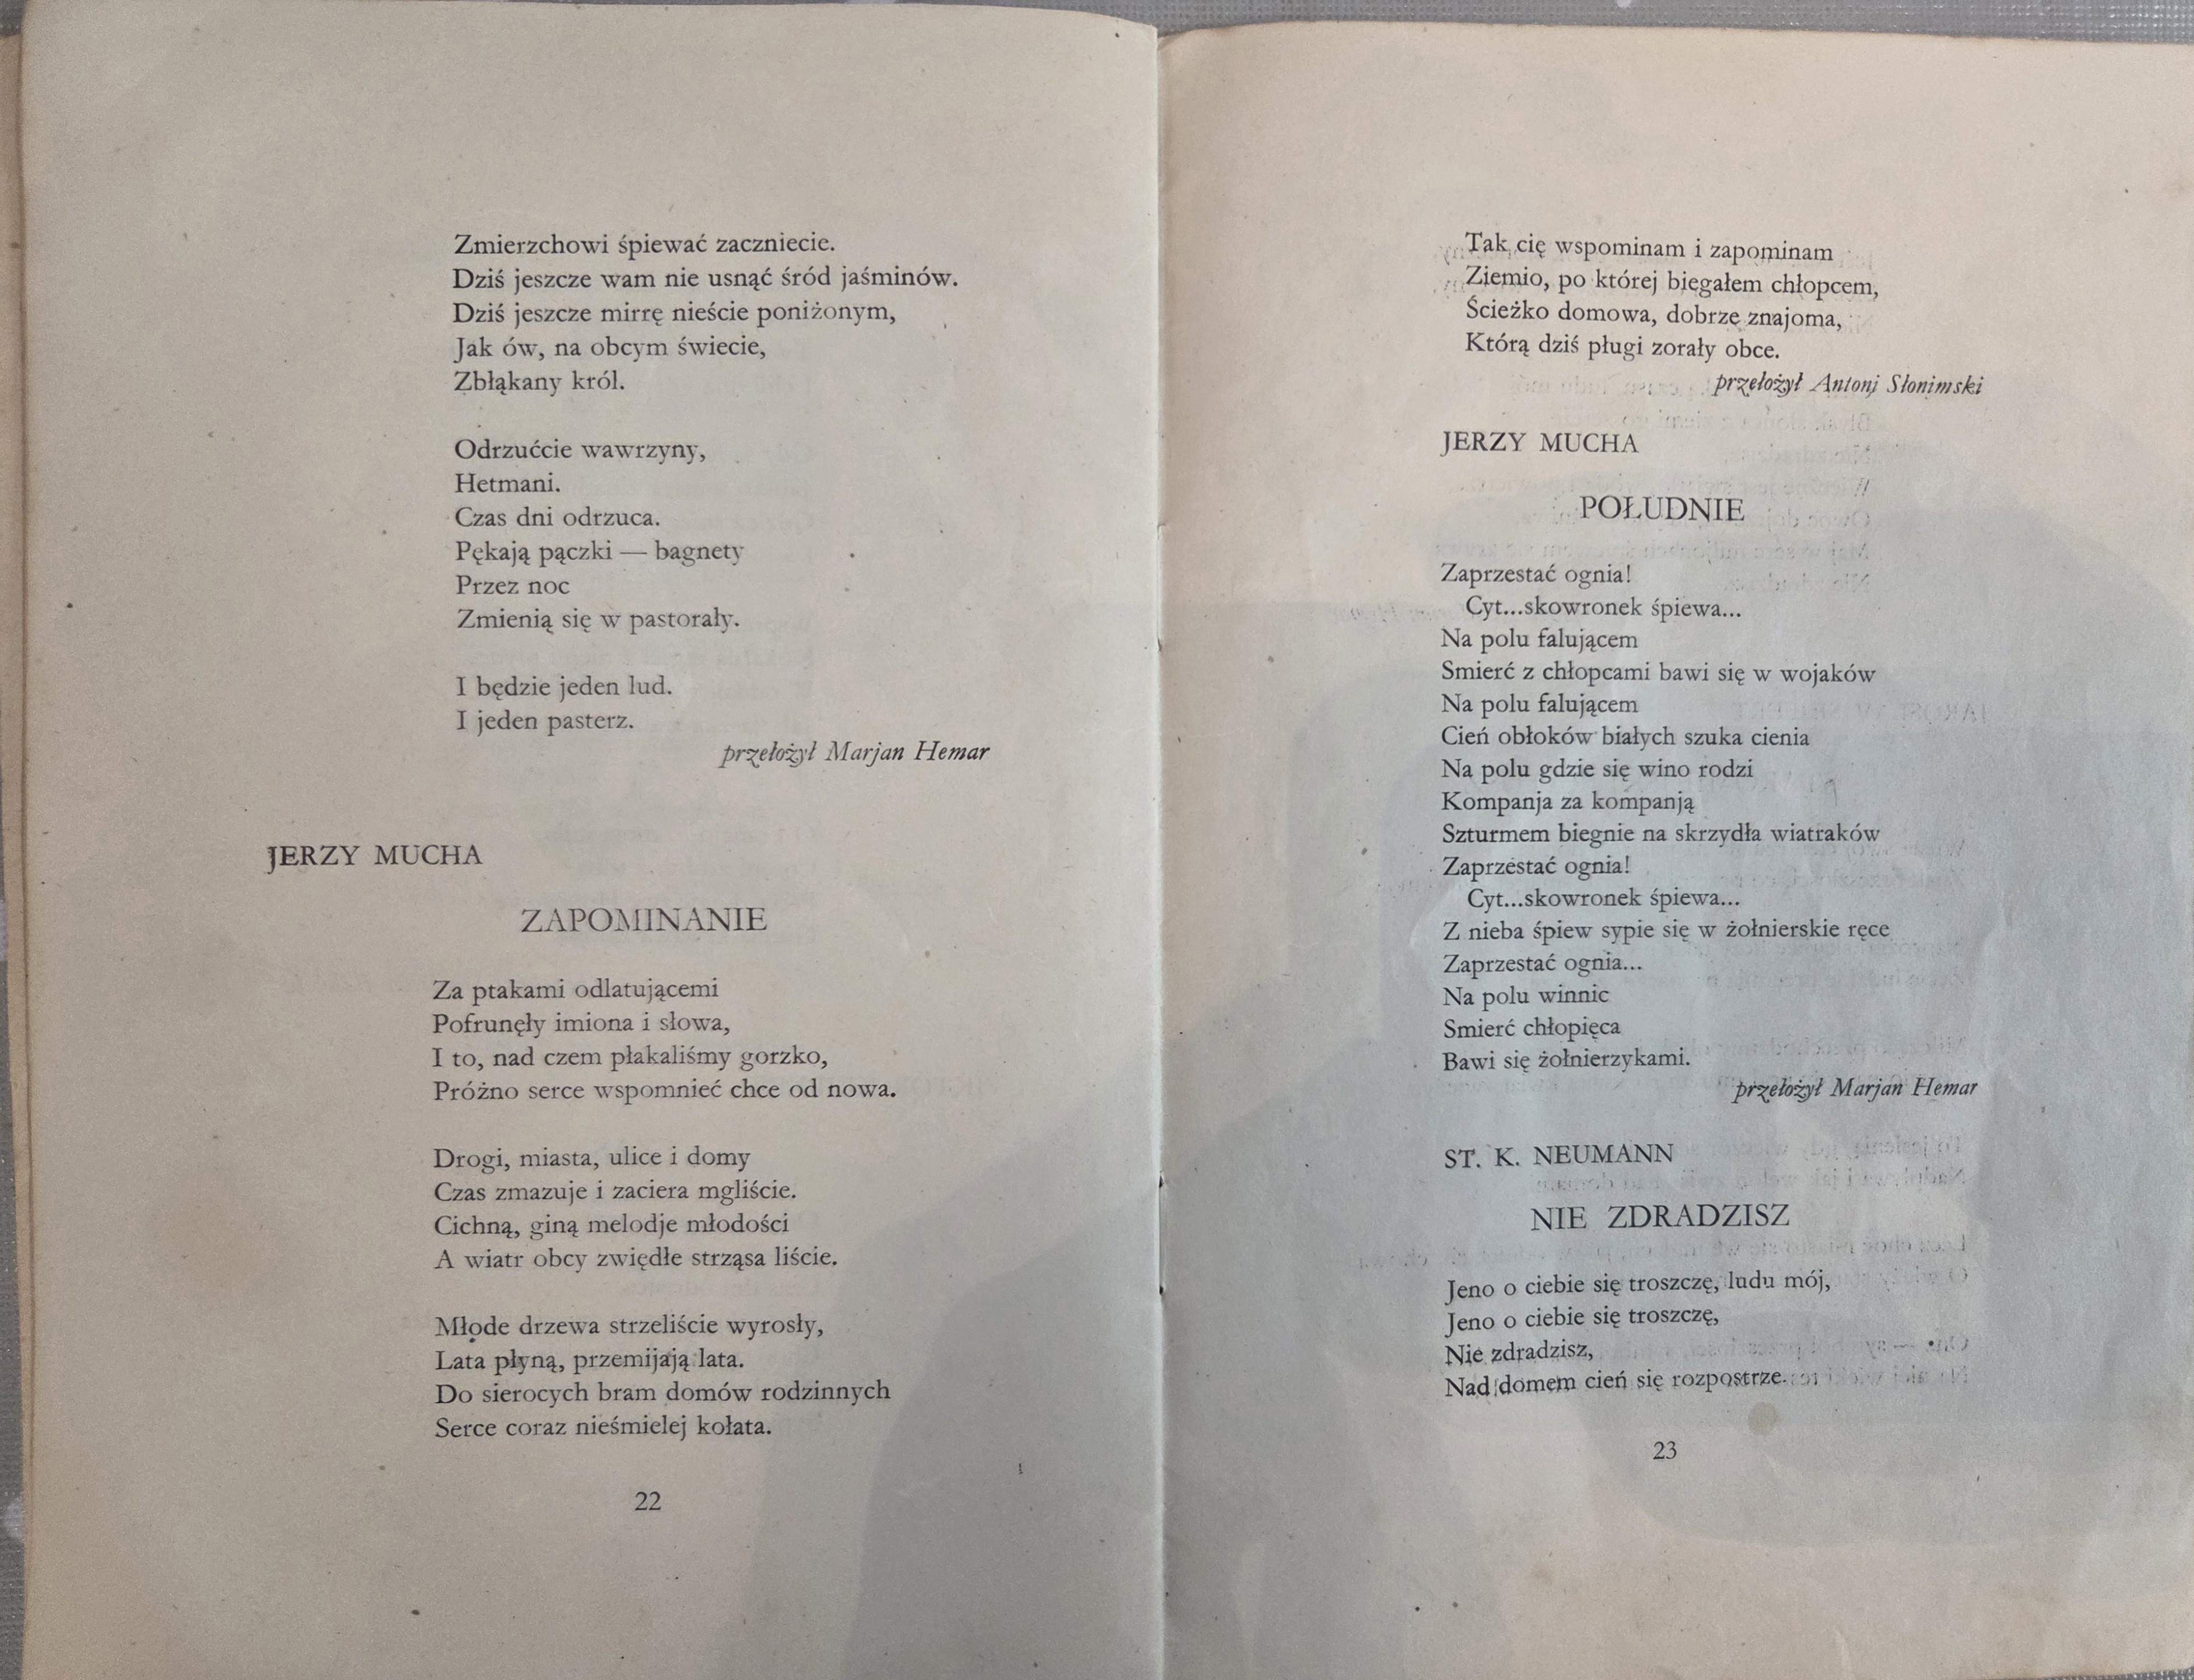 Zmierzchowi śpiewać zaczniecie.
Dziś jeszcze wam nie usnąć śród jaśminów.
Dziś jeszcze mirrę nieście poniżonym,
Jak ów, na obcym świecie,
Zbłąkany król.
Odrzućcie wawrzyny,
Hetmani.
Czas dni odrzuca.
Pękają pączki — bagnety
Przez noc
Zmienią się w pastorały.
I będzie jeden lud.
I jeden pasterz.
przełożył Marjan Hemar
JERZY MUCHA
ZAPOMINANIE
Za ptakami odlatującemi
Pofrunęły imiona i słowa,
I to, nad czem płakaliśmy gorzko,
Próżno serce wspomnieć chce od nowa.
Drogi, miasta, ulice i domy
Czas zmazuje i zaciera mgliście.
Cichną, giną melodje młodości
A wiatr obcy zwiędłe strząsa liście.
Młode drzewa strzeliście wyrosły,
Lata płyną, przemijają lata.
Do sierocych bram domów rodzinnych
Serce coraz nieśmielej kołata.
22
Tak cię wspominam i zapominam
Ziemio, po której biegałem chłopcem,
Ścieżko domowa, dobrze znajoma,
Którą dziś pługi zorały obce.
przełożył Antonj Słonimski
JERZY MUCHA
POŁUDNIE
Zaprzestać ognia!
Cyt...skowronek śpiewa...
Na polu falującem
Smierć z chłopcami bawi się w wojaków
Na polu falującem
Cień obłoków białych szuka cienia
Na polu gdzie się wino rodzi
Kompanja za kompanją
Szturmem biegnie na skrzydła wiatraków
Zaprzestać ognia!
Cyt...skowronek śpiewa...
Z nieba śpiew sypie się w żołnierskie ręce
Zaprzestać ognia...
Na polu winnic
Smierć chłopięca
Bawi się żołnierzykami.
przełożył Marjan Hemar
ST. K. NEUMANN
NIE ZDRADZISZ
Jeno o ciebie się troszczę, ludu mój,
Jeno o ciebie się troszczę,
Nie zdradzisz,
Nad domem cień się rozpostrze.
23